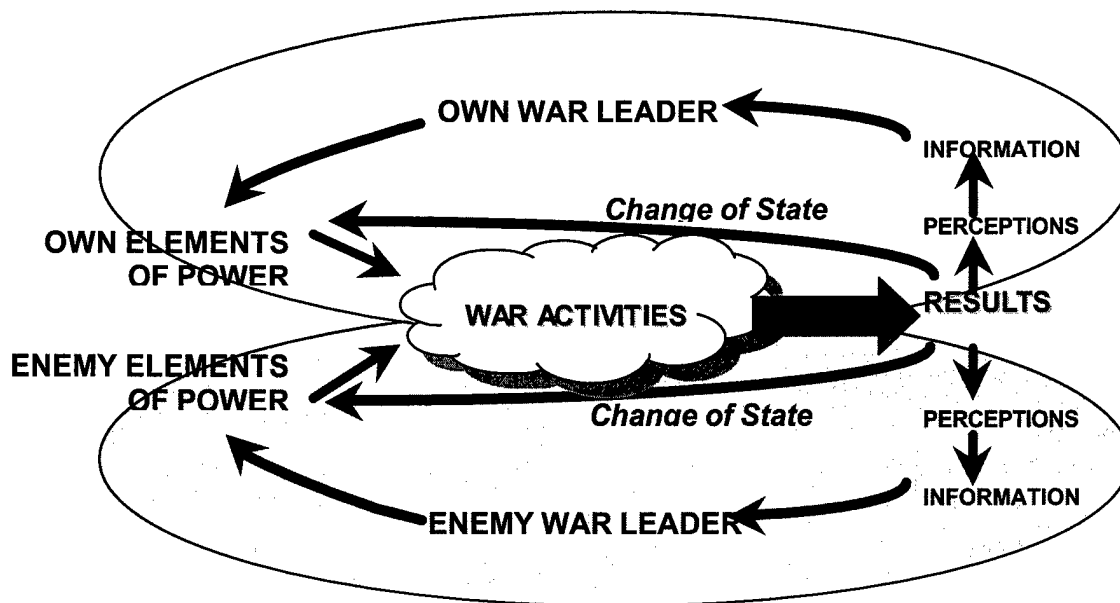 OWN WAR LEADER
INFORMATION
Change of State
PERCEPTIONS
OWN ELEMENTS
OF POWER
RESULTS
WAR ACTIVITIES
ENEMY ELEMENTS
OF POWER
Change of State
PERCEPTIONS
INFORMATION
ENEMY WAR LEADER